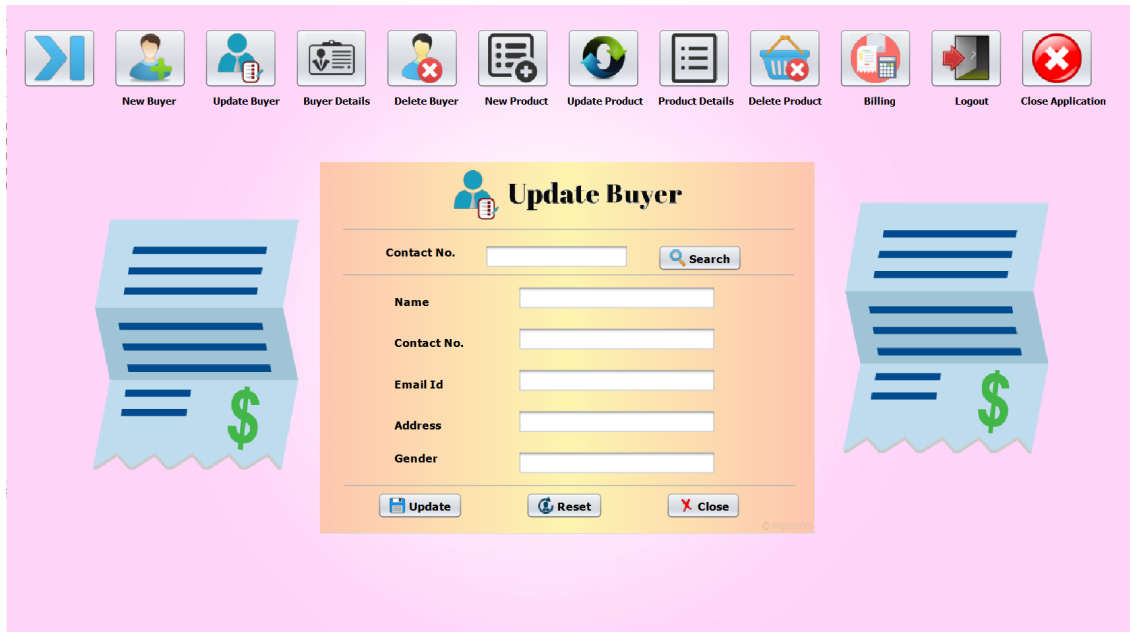 New Buyer
Update Buyer
Buyer Details
Delete Buyer
New Product
Update Product
Product Details
Delete Product
Billing
Logout
Close Application
Update Buyer
Contact No.
Search
Name
Contact No.
Email Id
Address
Gender
Update
Reset
Close